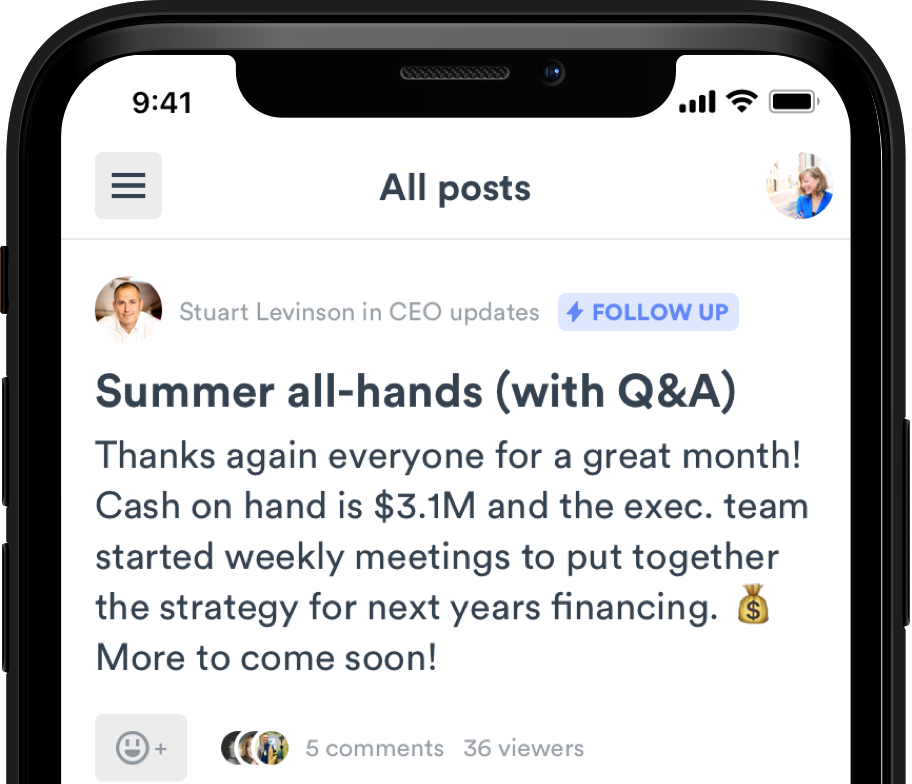 9:41
All posts
Stuart Levinson in CEO updates FOLLOW UP
Summer all-hands (with Q&A)
Thanks again everyone for a great month!
Cash on hand is $3.1M and the exec. team
started weekly meetings to put together
the strategy for next years financing. 💰
More to come soon!
5 comments 36 viewers